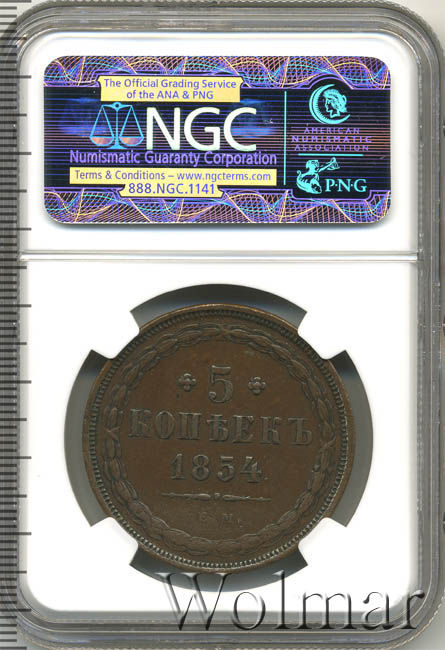 The Official Grading Service
of the ANA & PNG
NGC
Numismatic Guaranty Corporation
Terms & Conditions – www.ngcterms.com
888.NGC.1141
AMERICAN
NUMISMATIC
ASSOCIATION
P·N·G
5
КОПѢЕКЪ
1854
Е.М.
Wolmar